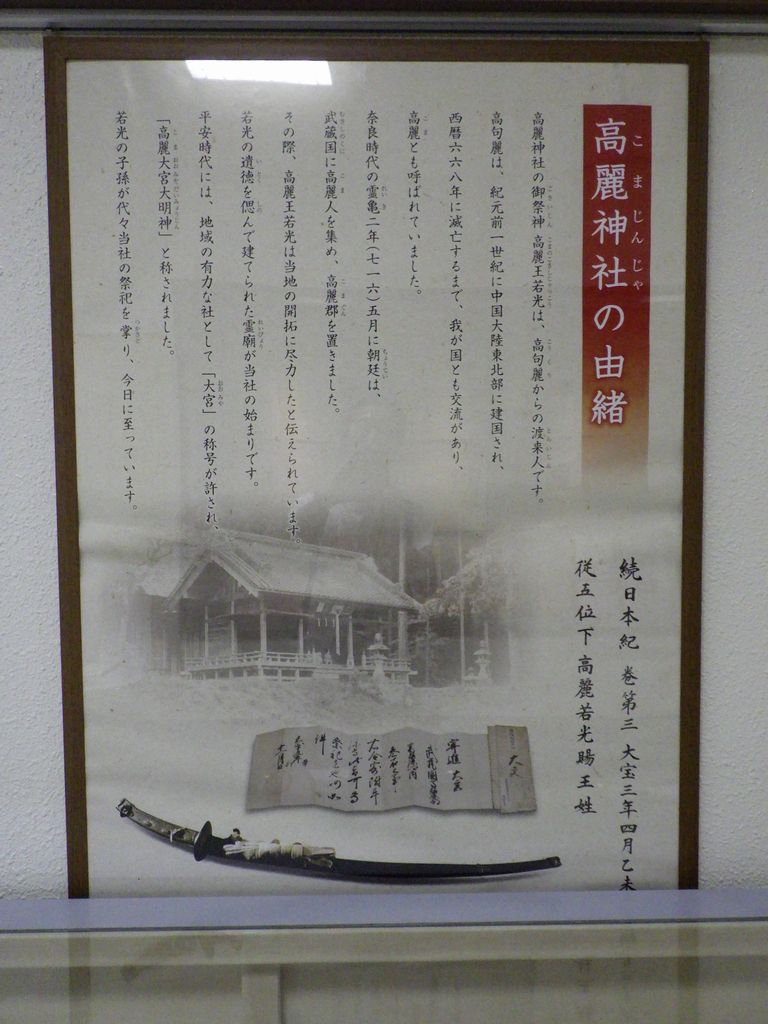 高麗神社の由緒
高麗神社の御祭神 高麗王若光は、高句麗からの渡来人です。
高句麗は、紀元前一世紀に中国大陸東北部に建国され、
西暦六六八年に滅亡するまで、我が国とも交流があり、
高麗とも呼ばれていました。
奈良時代の霊亀二年（七一六）五月に朝廷は、
武蔵国に高麗人を集め、高麗郡を置きました。
その際、高麗王若光は当地の開拓に尽力したと伝えられています。
若光の遺徳を偲んで建てられた霊廟が当社の始まりです。
平安時代には、地域の有力な社として「大宮」の称号が許され、
「高麗大宮大明神」と称されました。
若光の子孫が代々当社の祭祀を掌り、今日に至っています。
続日本紀 巻第三 大宝三年四月乙未
従五位下高麗若光賜王姓